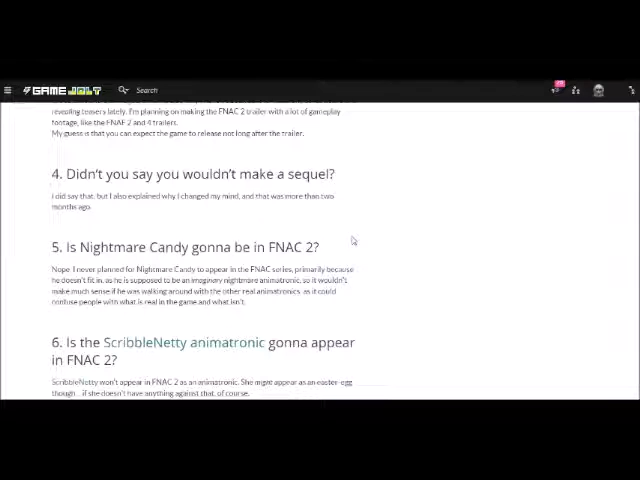 GAME JOLT
Search
revealing teasers lately. I'm planning on making the FNAC 2 trailer with a lot of gameplay
footage, like the FNAF 2 and 4 trailers.
My guess is that you can expect the game to release not long after the trailer.
4. Didn't you say you wouldn't make a sequel?
I did say that, but I also explained why I changed my mind, and that was more than two
months ago.
5. Is Nightmare Candy gonna be in FNAC 2?
Nope. I never planned for Nightmare Candy to appear in the FNAC series, primarily because
he doesn't fit in, as he is supposed to be an imaginary nightmare animatronic, so it wouldn't
make much sense if he was walking around with the other real animatronics, as it could
confuse people with what is real in the game and what isn't.
6. Is the ScribbleNetty animatronic gonna appear
in FNAC 2?
ScribbleNetty won't appear in FNAC 2 as an animatronic. She might appear as an easter-egg
though... if she doesn't have anything against that, of course.